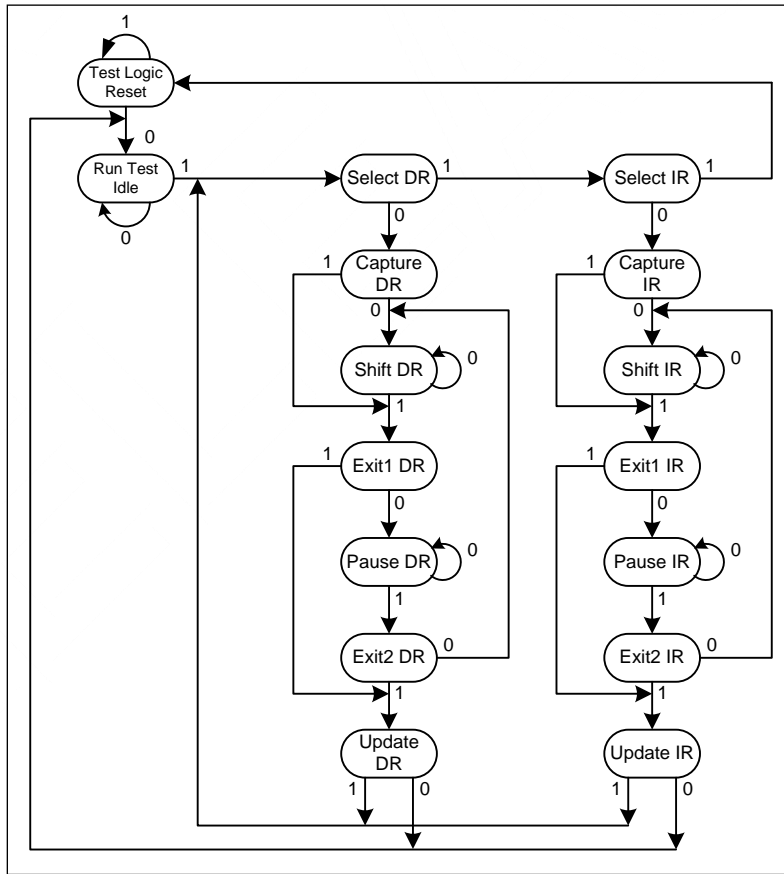 1
Test Logic
Reset
0
Run Test
Idle
1
0
Select DR
1
Select IR
1
0
0
1
Capture
DR
1
Capture
IR
0
0
Shift DR
0
Shift IR
0
1
1
1
Exit1 DR
1
Exit1 IR
0
0
Pause DR
0
Pause IR
0
1
1
Exit2 DR
0
Exit2 IR
0
1
1
Update
DR
Update IR
1
0
1
0